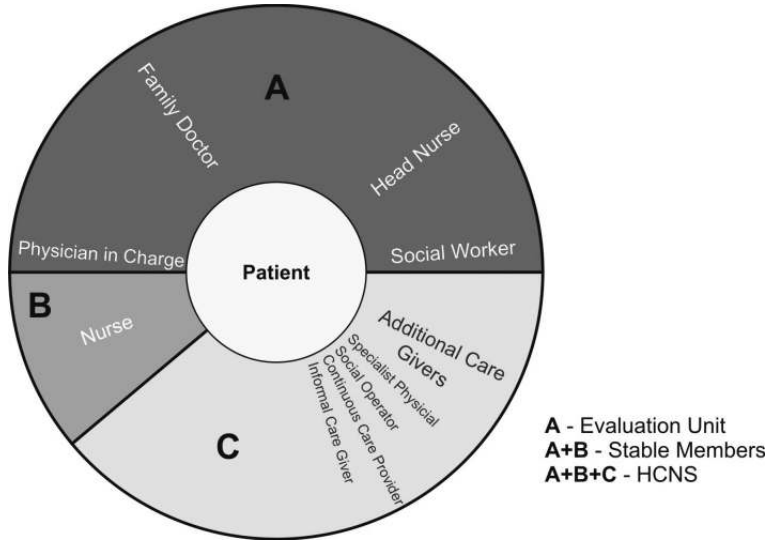 A
Family Doctor
Head Nurse
Physician in Charge
Social Worker
Patient
B
Nurse
Additional Care
Givers
Specialist Physicial
Social Operator
Continuous Care Provider
Informal Care Giver
C
A - Evaluation Unit
A+B - Stable Members
A+B+C - HCNS